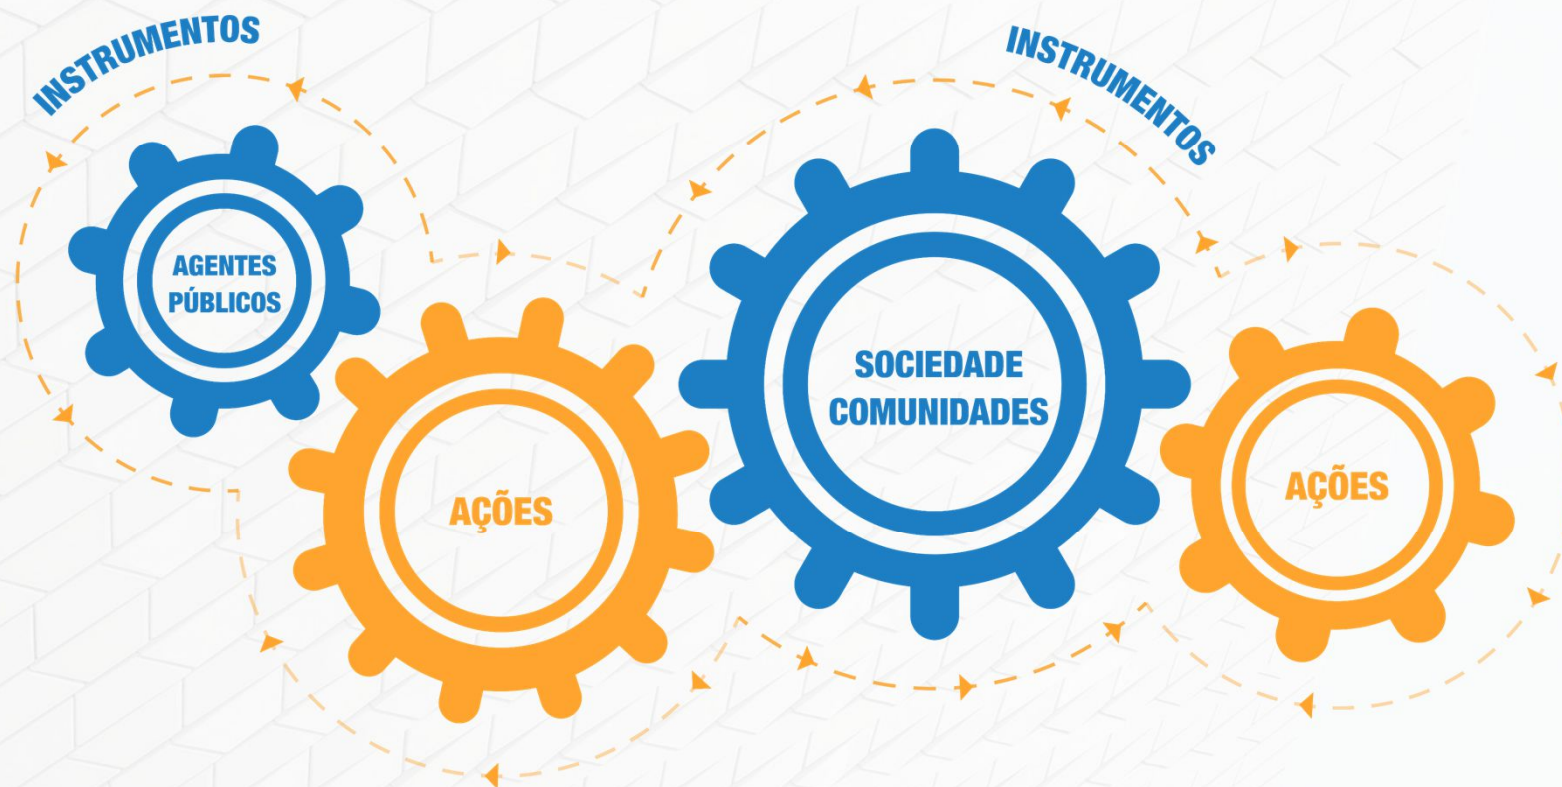 INSTRUMENTOS
INSTRUMENTOS
AGENTES
PÚBLICOS
AÇÕES
SOCIEDADE
COMUNIDADES
AÇÕES